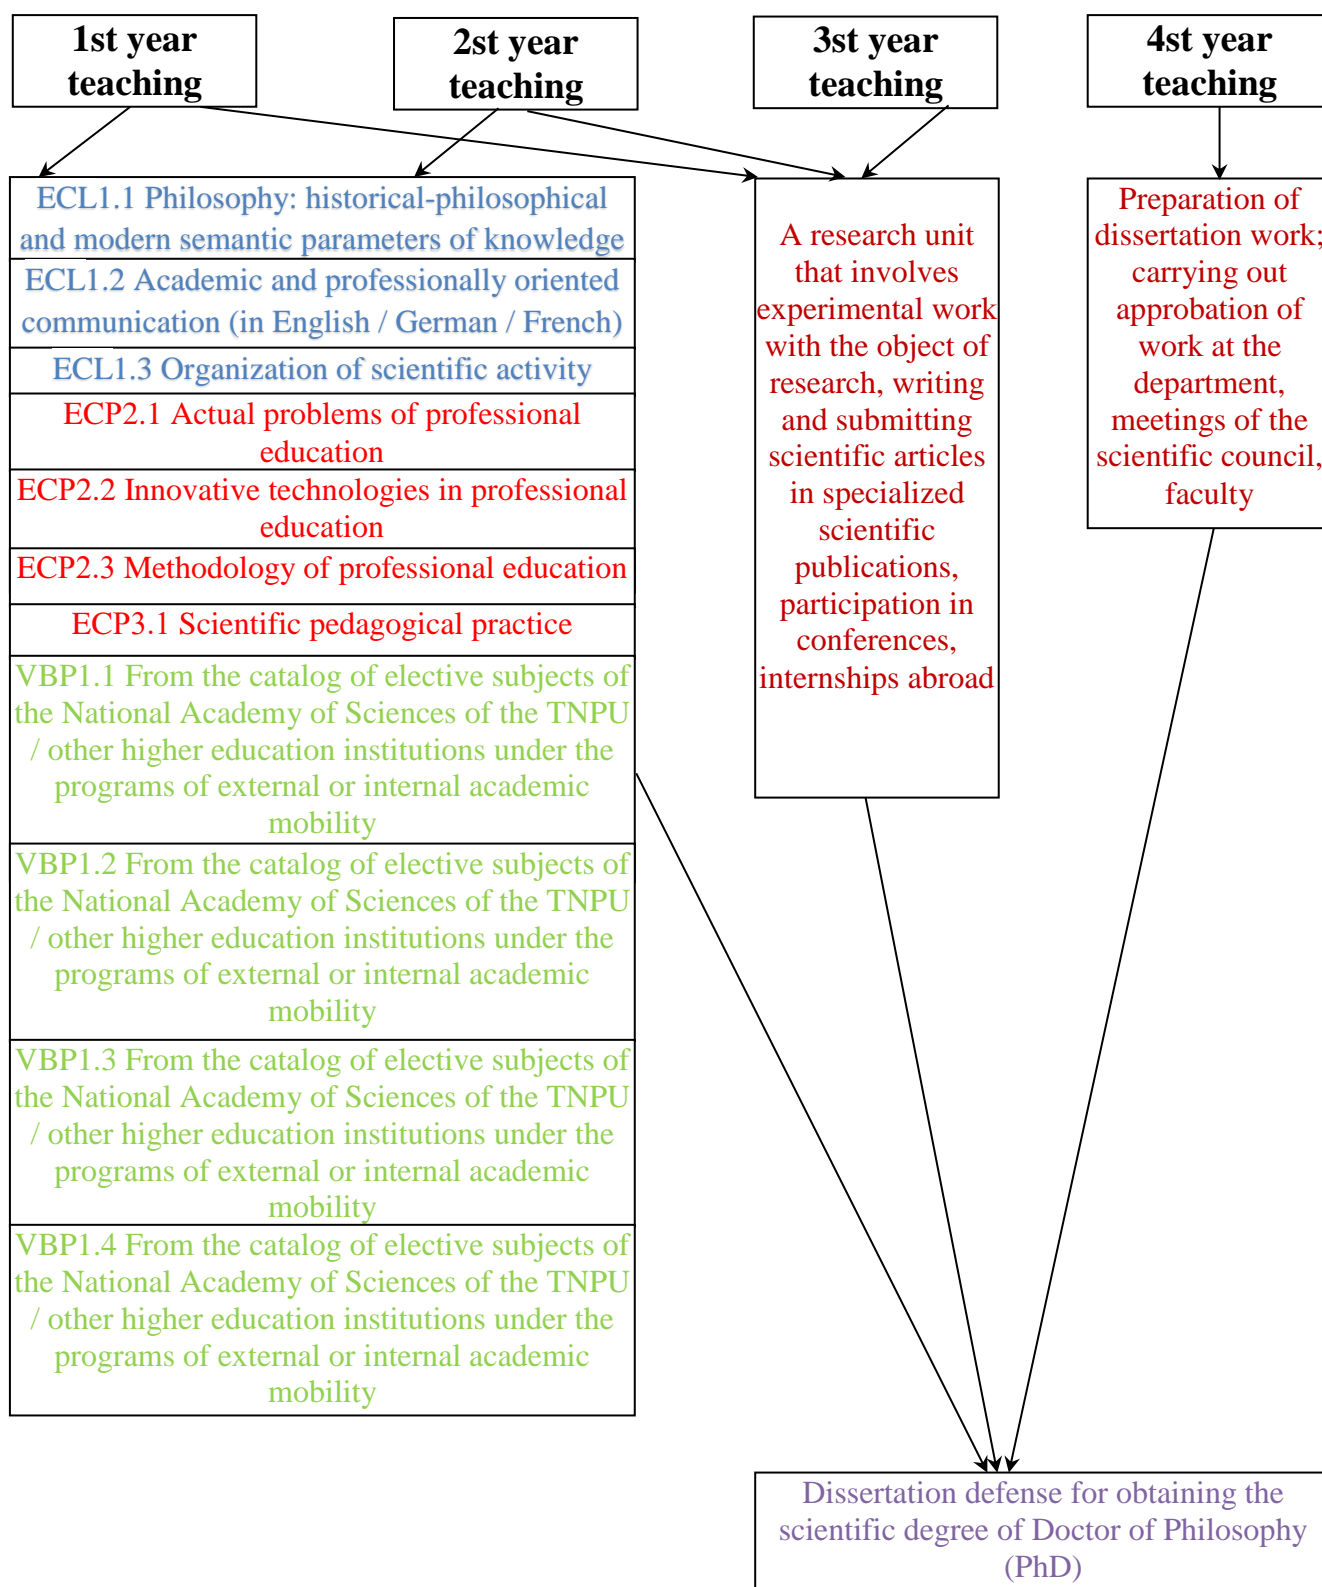 1st year
teaching
2st year
teaching
3st year
teaching
4st year
teaching
ECL1.1 Philosophy: historical-philosophical
and modern semantic parameters of knowledge
ECL1.2 Academic and professionally oriented
communication (in English / German / French)
ECL1.3 Organization of scientific activity
ECP2.1 Actual problems of professional
education
ECP2.2 Innovative technologies in professional
education
ECP2.3 Methodology of professional education
ECP3.1 Scientific pedagogical practice
VBP1.1 From the catalog of elective subjects of
the National Academy of Sciences of the TNPU
/ other higher education institutions under the
programs of external or internal academic
mobility
VBP1.2 From the catalog of elective subjects of
the National Academy of Sciences of the TNPU
/ other higher education institutions under the
programs of external or internal academic
mobility
VBP1.3 From the catalog of elective subjects of
the National Academy of Sciences of the TNPU
/ other higher education institutions under the
programs of external or internal academic
mobility
VBP1.4 From the catalog of elective subjects of
the National Academy of Sciences of the TNPU
/ other higher education institutions under the
programs of external or internal academic
mobility
A research unit
that involves
experimental work
with the object of
research, writing
and submitting
scientific articles
in specialized
scientific
publications,
participation in
conferences,
internships abroad
Preparation of
dissertation work;
carrying out
approbation of
work at the
department,
meetings of the
scientific council,
faculty
Dissertation defense for obtaining the
scientific degree of Doctor of Philosophy
(PhD)